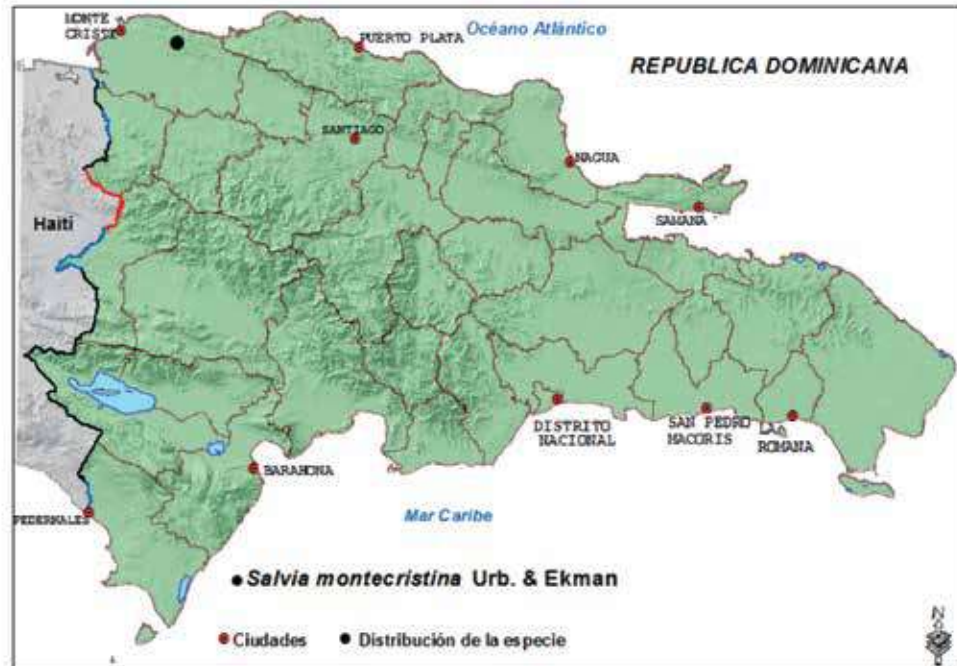 MONTE
CRISTI
PUERTO PLATA
Océano Atlántico
REPUBLICA DOMINICANA
SANTIAGO
NAGUA
SAMANA
Haití
DISTRITO
NACIONAL
SAN PEDRO
MACORIS
LA
ROMANA
BARAHONA
PEDERNALES
Mar Caribe
Salvia montecristina Urb. & Ekman
Ciudades
Distribución de la especie
N